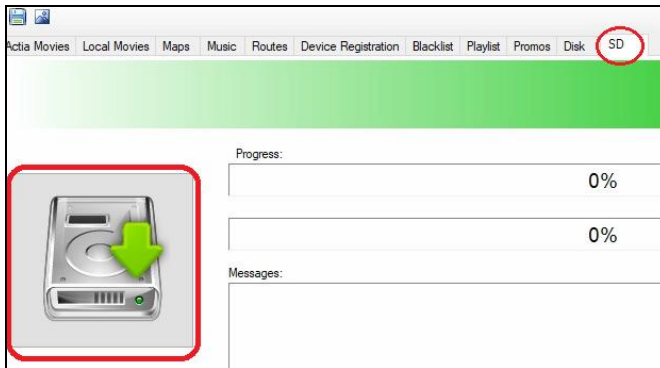 Actia Movies Local Movies Maps Music Routes Device Registration Blacklist Playlist Promos Disk SD
Progress:
0%
0%
Messages: